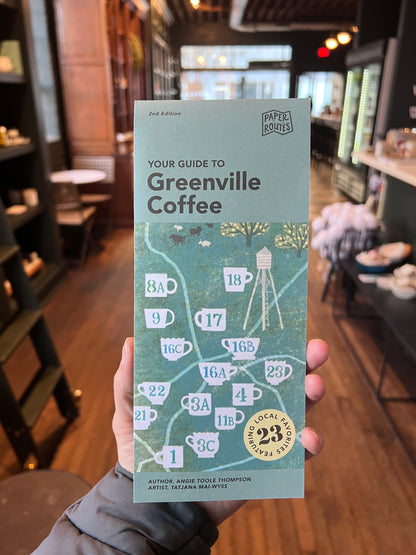 2nd Edition
PAPER
ROUTES
YOUR GUIDE TO
Greenville
Coffee
8A
18
9
17
16C
16B
16A
23
22
3A
4
21
11B
3C
1
FEATURING LOCAL FAVORITES
23
AUTHOR, ANGIE TOOLE THOMPSON
ARTIST, TATJANA MAI-WYSS